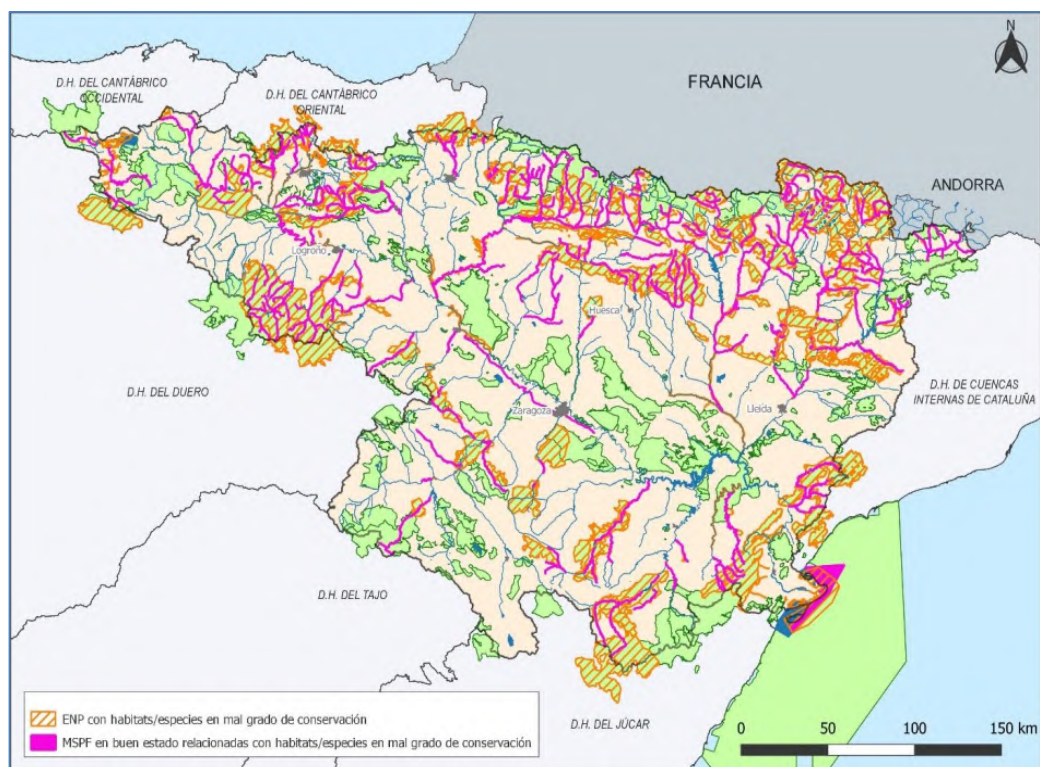 N
D.H. DEL CANTÁBRICO
OCCIDENTAL
D.H. DEL CANTÁBRICO
ORIENTAL
FRANCIA
ANDORRA
Logroño
Huesca
D.H. DEL DUERO
D.H. DE CUENCAS
INTERNAS DE CATALUÑA
Zaragoza
Lleida
D.H. DEL TAJO
D.H. DEL JÚCAR
ENP con habitats/especies en mal grado de conservación
MSPF en buen estado relacionadas con habitats/especies en mal grado de conservación
0 50 100 150 km